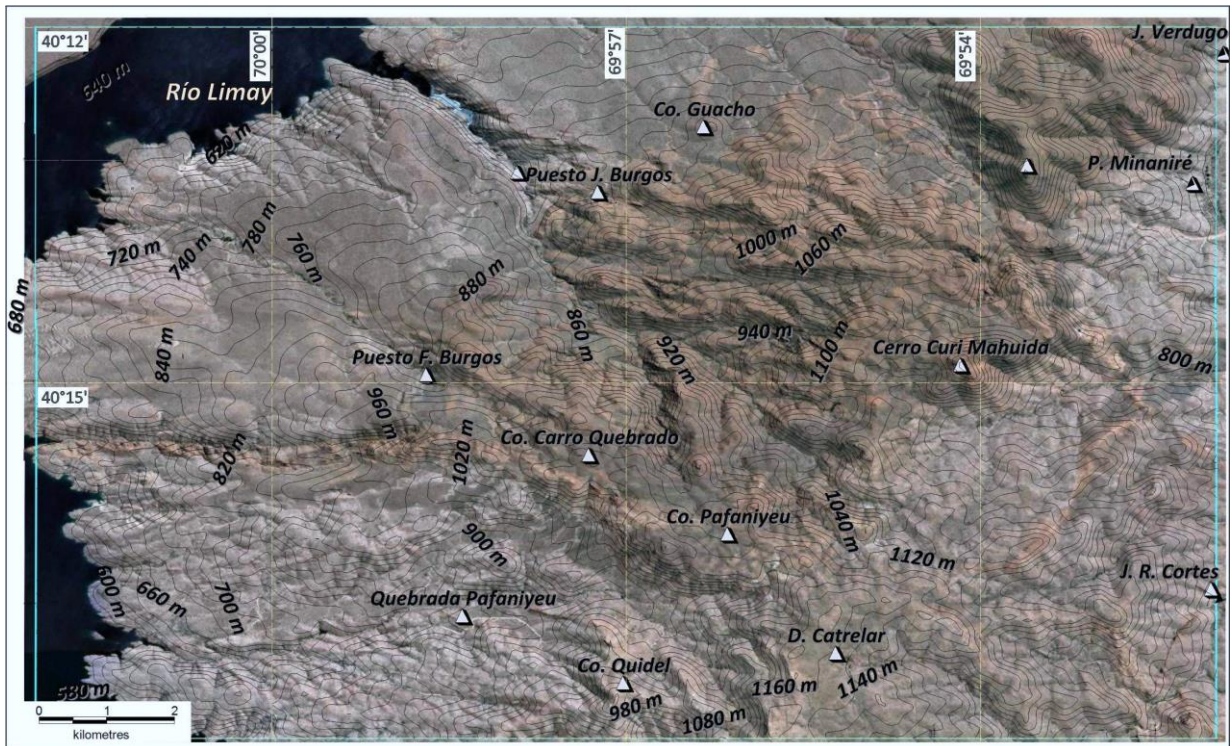 40°12'
70°00'
69°57'
69°54'
J. Verdugo
640 m
Río Limay
Co. Guacho
620 m
Puesto J. Burgos
P. Minaniré
720 m
740 m
780 m
760 m
880 m
1000 m
1060 m
680 m
840 m
860 m
920 m
940 m
1100 m
Puesto F. Burgos
Cerro Curi Mahuida
800 m
40°15'
960 m
820 m
1020 m
Co. Carro Quebrado
Co. Pafaniyeu
1040 m
1120 m
900 m
600 m
660 m
700 m
Quebrada Pafaniyeu
J. R. Cortes
D. Catrelar
Co. Quidel
1160 m
1140 m
980 m
1080 m
580 m
0 1 2
kilometres